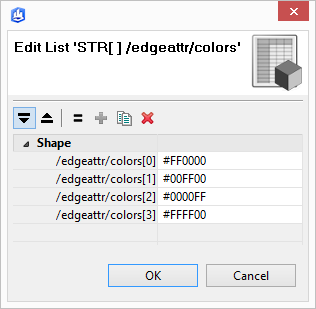 Edit List 'STR[ ] /edgeattr/colors'
Shape
/edgeattr/colors[0] #FF0000
/edgeattr/colors[1] #00FF00
/edgeattr/colors[2] #0000FF
/edgeattr/colors[3] #FFFF00
OK Cancel